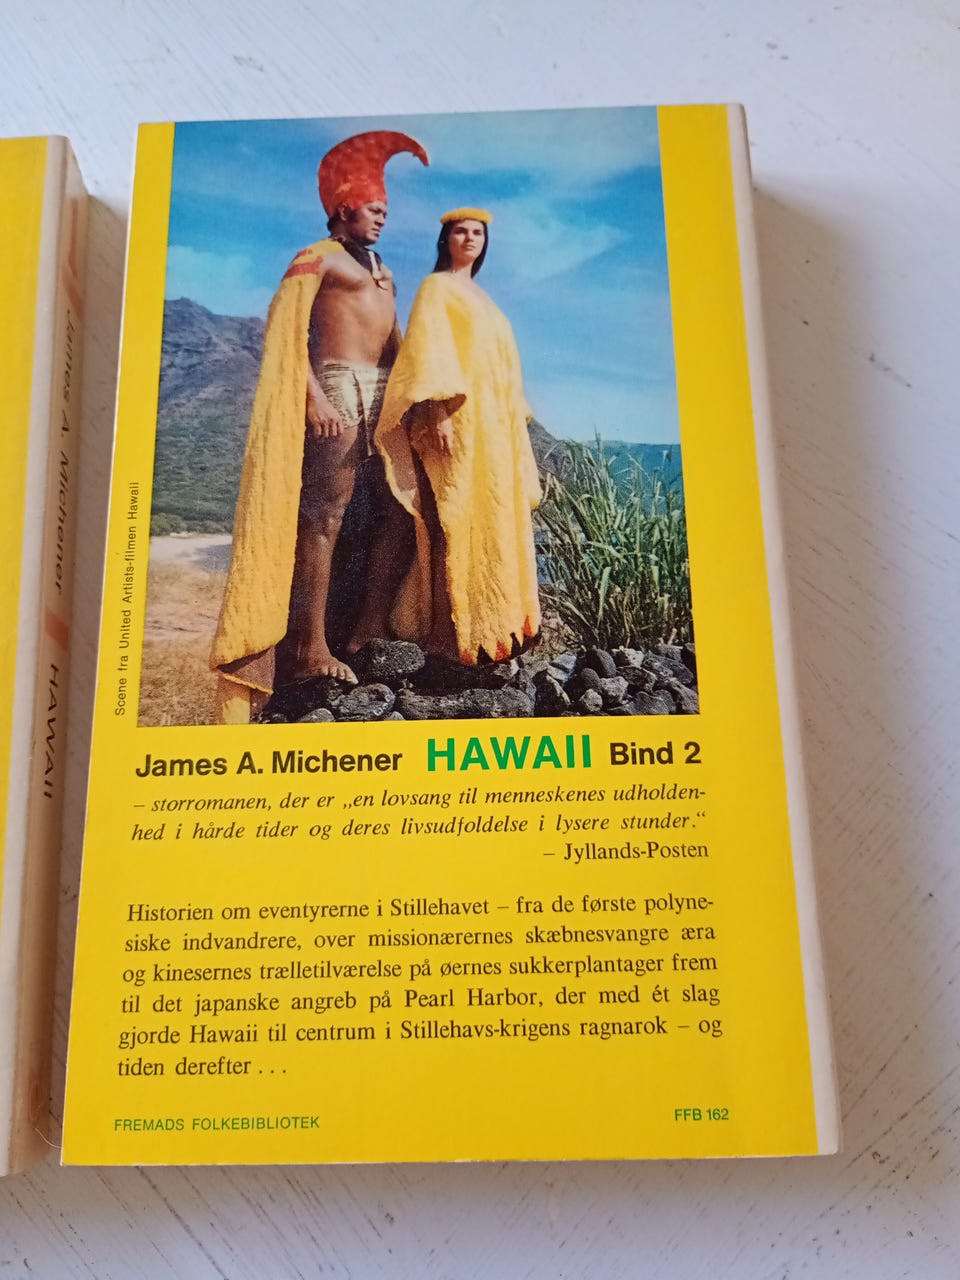 James A. Michener HAWAII
Scene fra United Artists-filmen Hawaii
James A. Michener HAWAII Bind 2
– storromanen, der er „en lovsang til menneskenes udholden-
hed i hårde tider og deres livsudfoldelse i lysere stunder.“
– Jyllands-Posten
Historien om eventyrerne i Stillehavet – fra de første polyne-
siske indvandrere, over missionærernes skæbnesvangre æra
og kinesernes trælletilværelse på øernes sukkerplantager frem
til det japanske angreb på Pearl Harbor, der med ét slag
gjorde Hawaii til centrum i Stillehavs-krigens ragnarok – og
tiden derefter . . .
FREMADS FOLKEBIBLIOTEK
FFB 162